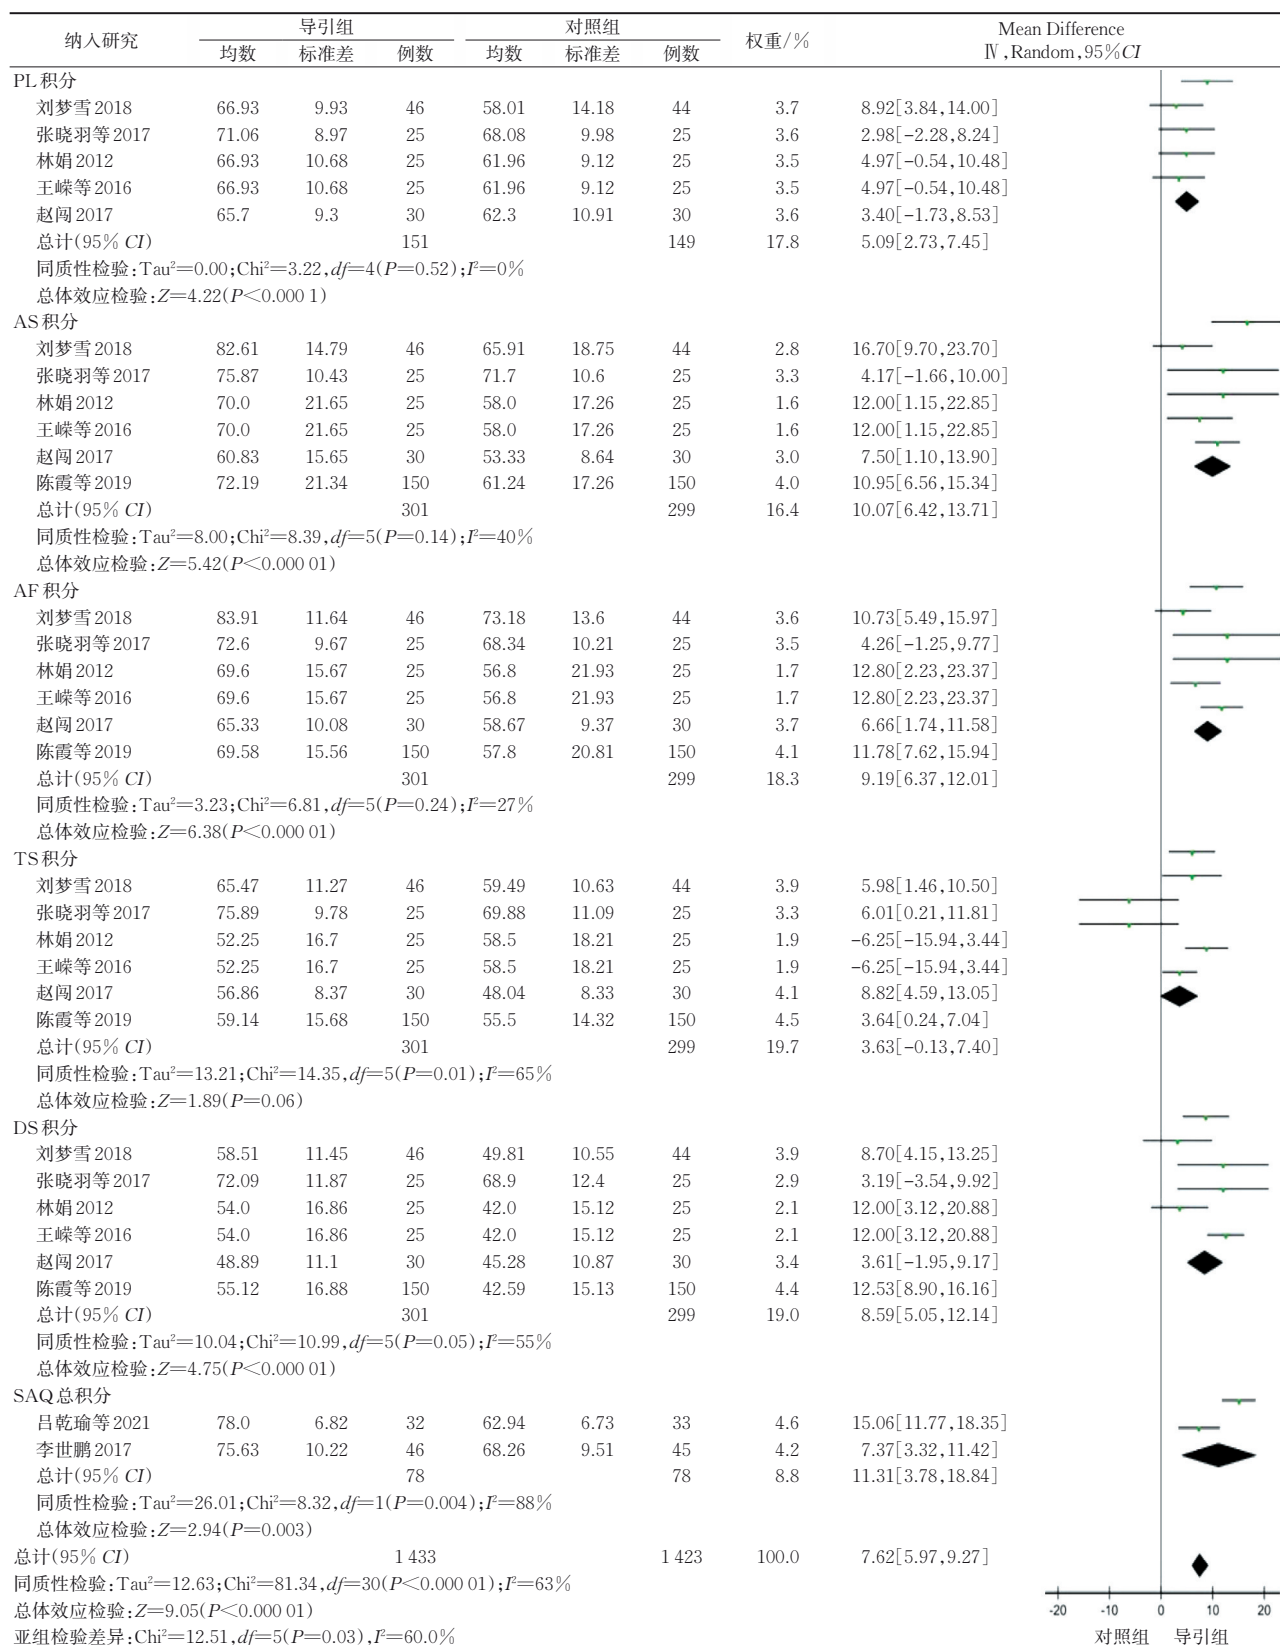 纳入研究 导引组 对照组 权重/% Mean Difference
均数 标准差 例数 均数 标准差 例数 Ⅳ,Random,95%CI
PL积分
刘梦雪2018 66.93 9.93 46 58.01 14.18 44 3.7 8.92[3.84,14.00]
张晓羽等2017 71.06 8.97 25 68.08 9.98 25 3.6 2.98[-2.28,8.24]
林娟2012 66.93 10.68 25 61.96 9.12 25 3.5 4.97[-0.54,10.48]
王嵘等2016 66.93 10.68 25 61.96 9.12 25 3.5 4.97[-0.54,10.48]
赵闯2017 65.7 9.3 30 62.3 10.91 30 3.6 3.40[-1.73,8.53]
总计(95% CI) 151 149 17.8 5.09[2.73,7.45]
同质性检验:Tau²=0.00;Chi²=3.22,df=4(P=0.52);I²=0%
总体效应检验:Z=4.22(P<0.000 1)
AS积分
刘梦雪2018 82.61 14.79 46 65.91 18.75 44 2.8 16.70[9.70,23.70]
张晓羽等2017 75.87 10.43 25 71.7 10.6 25 3.3 4.17[-1.66,10.00]
林娟2012 70.0 21.65 25 58.0 17.26 25 1.6 12.00[1.15,22.85]
王嵘等2016 70.0 21.65 25 58.0 17.26 25 1.6 12.00[1.15,22.85]
赵闯2017 60.83 15.65 30 53.33 8.64 30 3.0 7.50[1.10,13.90]
陈霞等2019 72.19 21.34 150 61.24 17.26 150 4.0 10.95[6.56,15.34]
总计(95% CI) 301 299 16.4 10.07[6.42,13.71]
同质性检验:Tau²=8.00;Chi²=8.39,df=5(P=0.14);I²=40%
总体效应检验:Z=5.42(P<0.000 01)
AF积分
刘梦雪2018 83.91 11.64 46 73.18 13.6 44 3.6 10.73[5.49,15.97]
张晓羽等2017 72.6 9.67 25 68.34 10.21 25 3.5 4.26[-1.25,9.77]
林娟2012 69.6 15.67 25 56.8 21.93 25 1.7 12.80[2.23,23.37]
王嵘等2016 69.6 15.67 25 56.8 21.93 25 1.7 12.80[2.23,23.37]
赵闯2017 65.33 10.08 30 58.67 9.37 30 3.7 6.66[1.74,11.58]
陈霞等2019 69.58 15.56 150 57.8 20.81 150 4.1 11.78[7.62,15.94]
总计(95% CI) 301 299 18.3 9.19[6.37,12.01]
同质性检验:Tau²=3.23;Chi²=6.81,df=5(P=0.24);I²=27%
总体效应检验:Z=6.38(P<0.000 01)
TS积分
刘梦雪2018 65.47 11.27 46 59.49 10.63 44 3.9 5.98[1.46,10.50]
张晓羽等2017 75.89 9.78 25 69.88 11.09 25 3.3 6.01[0.21,11.81]
林娟2012 52.25 16.7 25 58.5 18.21 25 1.9 -6.25[-15.94,3.44]
王嵘等2016 52.25 16.7 25 58.5 18.21 25 1.9 -6.25[-15.94,3.44]
赵闯2017 56.86 8.37 30 48.04 8.33 30 4.1 8.82[4.59,13.05]
陈霞等2019 59.14 15.68 150 55.5 14.32 150 4.5 3.64[0.24,7.04]
总计(95% CI) 301 299 19.7 3.63[-0.13,7.40]
同质性检验:Tau²=13.21;Chi²=14.35,df=5(P=0.01);I²=65%
总体效应检验:Z=1.89(P=0.06)
DS积分
刘梦雪2018 58.51 11.45 46 49.81 10.55 44 3.9 8.70[4.15,13.25]
张晓羽等2017 72.09 11.87 25 68.9 12.4 25 2.9 3.19[-3.54,9.92]
林娟2012 54.0 16.86 25 42.0 15.12 25 2.1 12.00[3.12,20.88]
王嵘等2016 54.0 16.86 25 42.0 15.12 25 2.1 12.00[3.12,20.88]
赵闯2017 48.89 11.1 30 45.28 10.87 30 3.4 3.61[-1.95,9.17]
陈霞等2019 55.12 16.88 150 42.59 15.13 150 4.4 12.53[8.90,16.16]
总计(95% CI) 301 299 19.0 8.59[5.05,12.14]
同质性检验:Tau²=10.04;Chi²=10.99,df=5(P=0.05);I²=55%
总体效应检验:Z=4.75(P<0.000 01)
SAQ总积分
吕乾瑜等2021 78.0 6.82 32 62.94 6.73 33 4.6 15.06[11.77,18.35]
李世鹏2017 75.63 10.22 46 68.26 9.51 45 4.2 7.37[3.32,11.42]
总计(95% CI) 78 78 8.8 11.31[3.78,18.84]
同质性检验:Tau²=26.01;Chi²=8.32,df=1(P=0.004);I²=88%
总体效应检验:Z=2.94(P=0.003)
总计(95% CI) 1 433 1 423 100.0 7.62[5.97,9.27]
同质性检验:Tau²=12.63;Chi²=81.34,df=30(P<0.000 01);I²=63%
总体效应检验:Z=9.05(P<0.000 01)
-20 -10 0 10 20
亚组检验差异:Chi²=12.51,df=5(P=0.03),I²=60.0%
对照组 导引组